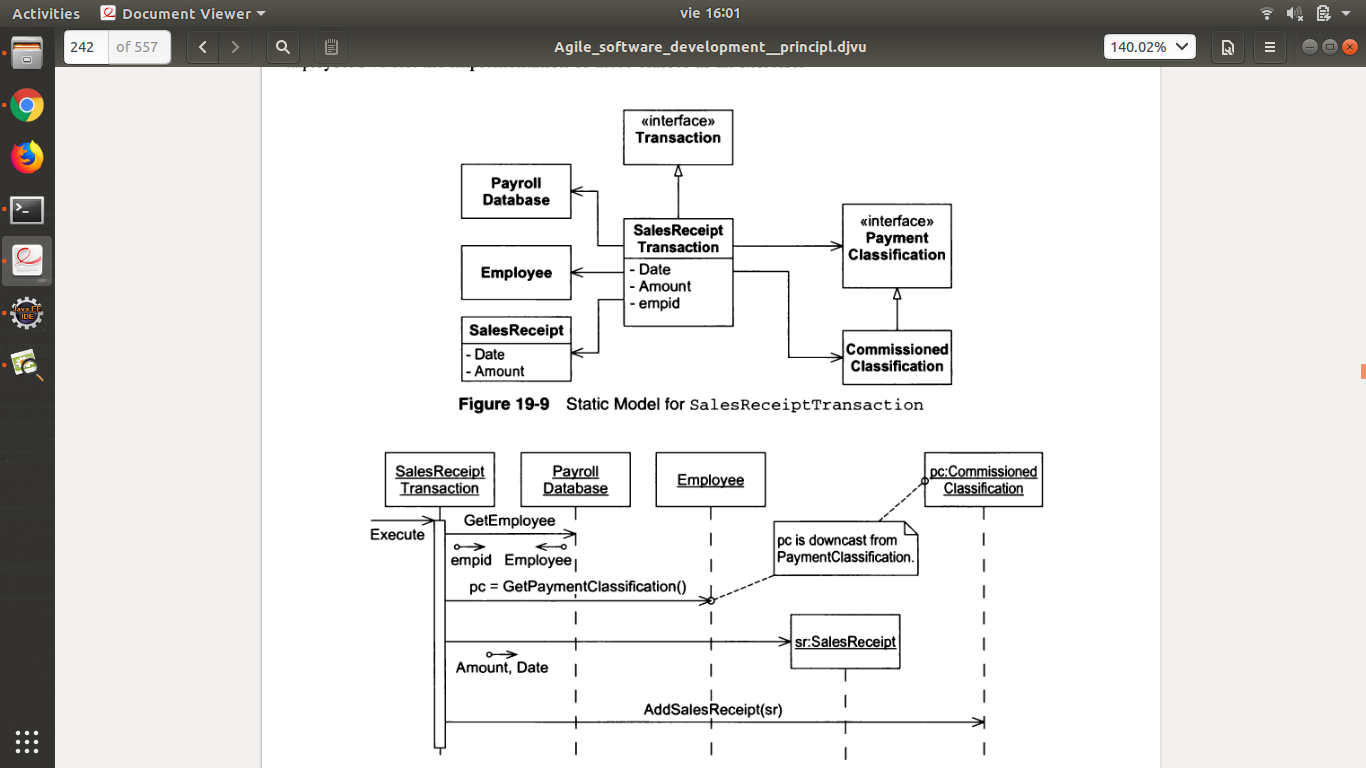 Activities
Document Viewer
vie 16:01
242
of 557
Agile_software_development__principl.djvu
140.02%
«interface»
Transaction
Payroll
Database
SalesReceipt
Transaction
- Date
- Amount
- empid
«interface»
Payment
Classification
Employee
SalesReceipt
- Date
- Amount
Commissioned
Classification
Figure 19-9 Static Model for SalesReceiptTransaction
SalesReceipt
Transaction
Payroll
Database
Employee
pc:Commissioned
Classification
Execute
GetEmployee
empid
Employee
pc is downcast from
PaymentClassification.
pc = GetPaymentClassification()
sr:SalesReceipt
Amount, Date
AddSalesReceipt(sr)